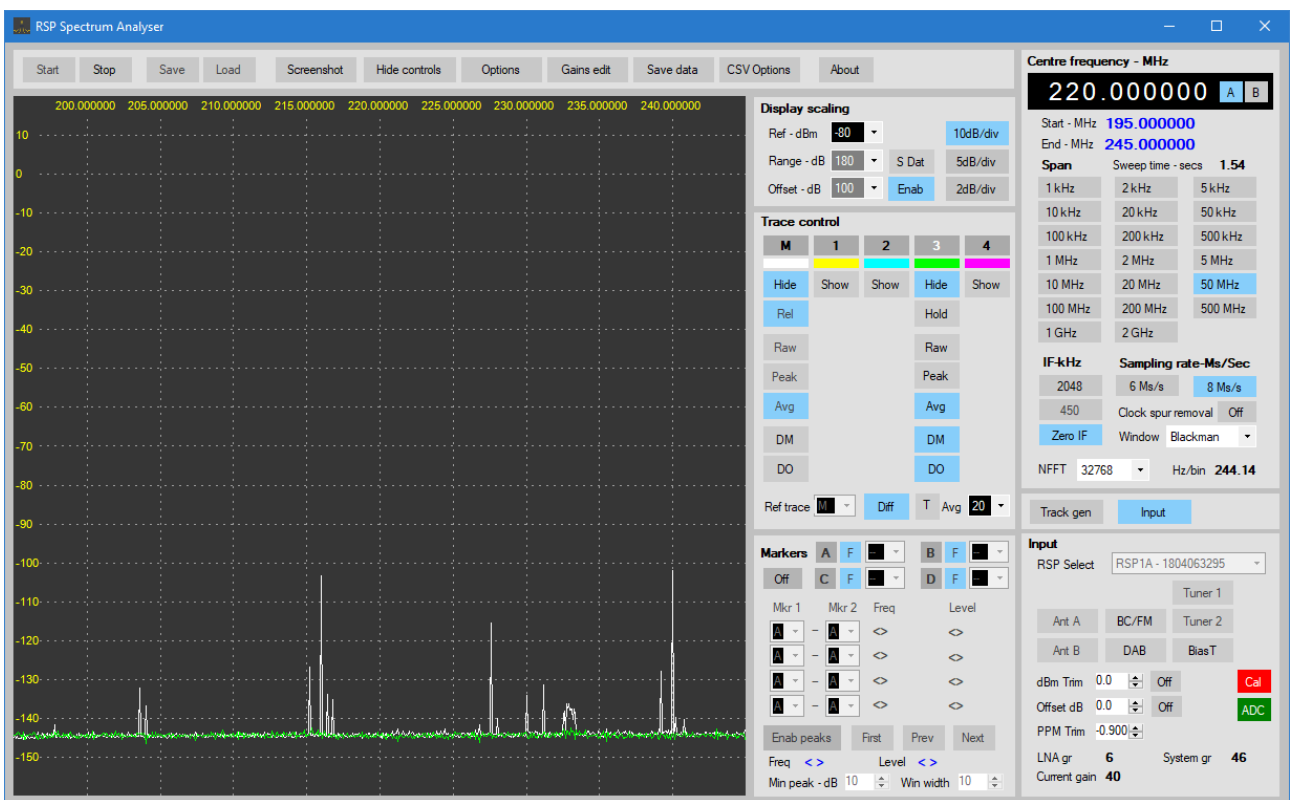 RSP Spectrum Analyser
Start Stop Save Load Screenshot Hide controls Options Gains edit Save data CSV Options About
200.000000 205.000000 210.000000 215.000000 220.000000 225.000000 230.000000 235.000000 240.000000
10
0
-10
-20
-30
-40
-50
-60
-70
-80
-90
-100
-110
-120
-130
-140
-150
Display scaling
Ref - dBm -80 10dB/div
Range - dB 180 S Dat 5dB/div
Offset - dB 100 Enab 2dB/div
Trace control
M 1 2 3 4
Hide Show Show Hide Show
Rel Hold
Raw Raw
Peak Peak
Avg Avg
DM DM
DO DO
Ref trace M Diff T Avg 20
Markers A F - B F -
Off C F - D F -
Mkr 1 Mkr 2 Freq Level
A - A <> <>
A - A <> <>
A - A <> <>
A - A <> <>
Enab peaks First Prev Next
Freq < > Level < >
Min peak - dB 10 Win width 10
Centre frequency - MHz
220.000000 A B
Start - MHz 195.000000
End - MHz 245.000000
Span Sweep time - secs 1.54
1 kHz 2 kHz 5 kHz
10 kHz 20 kHz 50 kHz
100 kHz 200 kHz 500 kHz
1 MHz 2 MHz 5 MHz
10 MHz 20 MHz 50 MHz
100 MHz 200 MHz 500 MHz
1 GHz 2 GHz
IF-kHz Sampling rate-Ms/Sec
2048 6 Ms/s 8 Ms/s
450 Clock spur removal Off
Zero IF Window Blackman
NFFT 32768 Hz/bin 244.14
Track gen Input
Input
RSP Select RSP1A - 1804063295
Tuner 1
Ant A BC/FM Tuner 2
Ant B DAB BiasT
dBm Trim 0.0 Off Cal
Offset dB 0.0 Off ADC
PPM Trim -0.900
LNA gr 6 System gr 46
Current gain 40